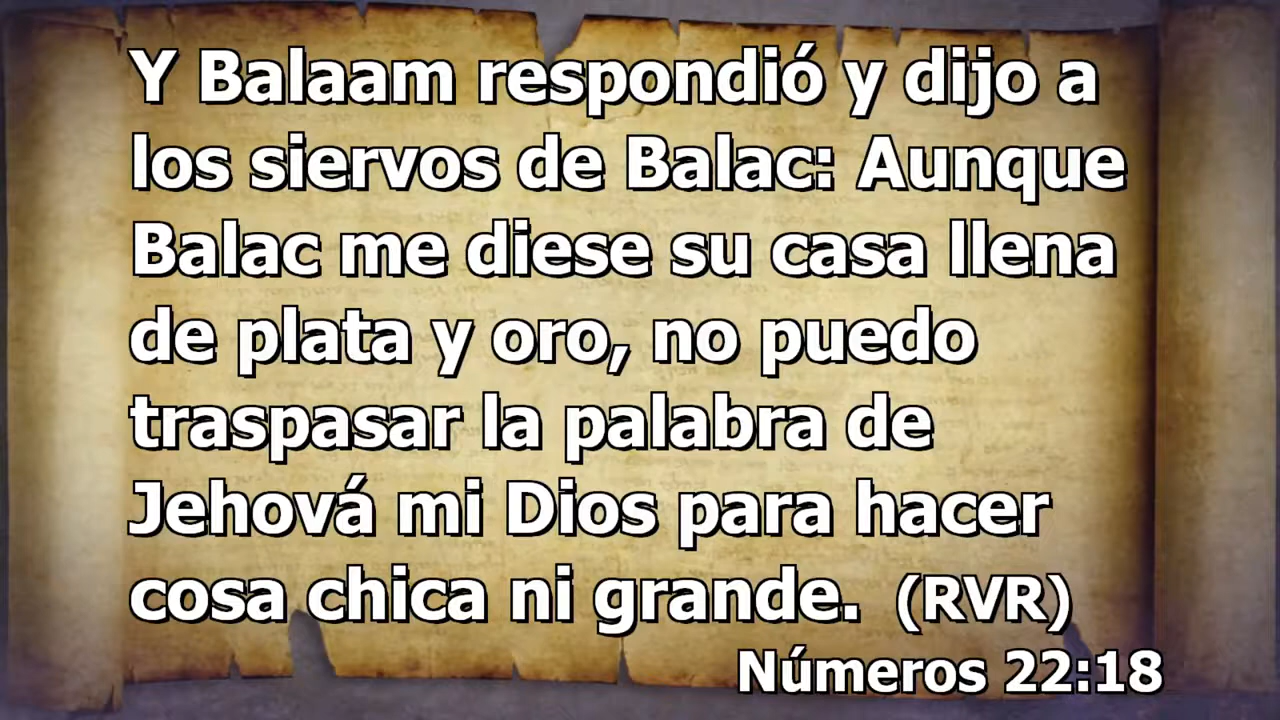 Y Balaam respondió y dijo a
los siervos de Balac: Aunque
Balac me diese su casa llena
de plata y oro, no puedo
traspasar la palabra de
Jehová mi Dios para hacer
cosa chica ni grande. (RVR)
Números 22:18